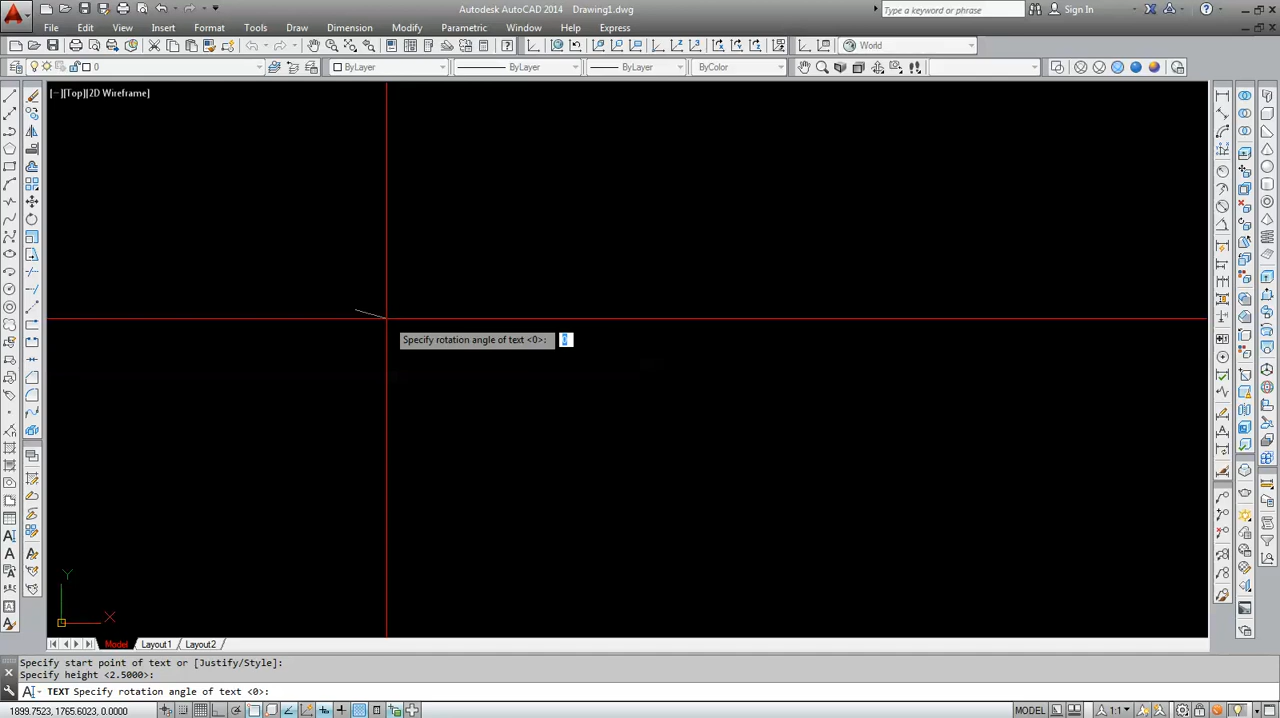 Autodesk AutoCAD 2014 Drawing1.dwg
Type a keyword or phrase
Sign In
File Edit View Insert Format Tools Draw Dimension Modify Parametric Window Help Express
World
0
ByLayer
ByLayer
ByLayer
ByColor
[−][Top][2D Wireframe]
Specify rotation angle of text <0>: 0
Y
X
Model Layout1 Layout2
Specify start point of text or [Justify/Style]:
Specify height <2.5000>:
TEXT Specify rotation angle of text <0>:
1899.7523, 1765.6023, 0.0000
MODEL
1:1